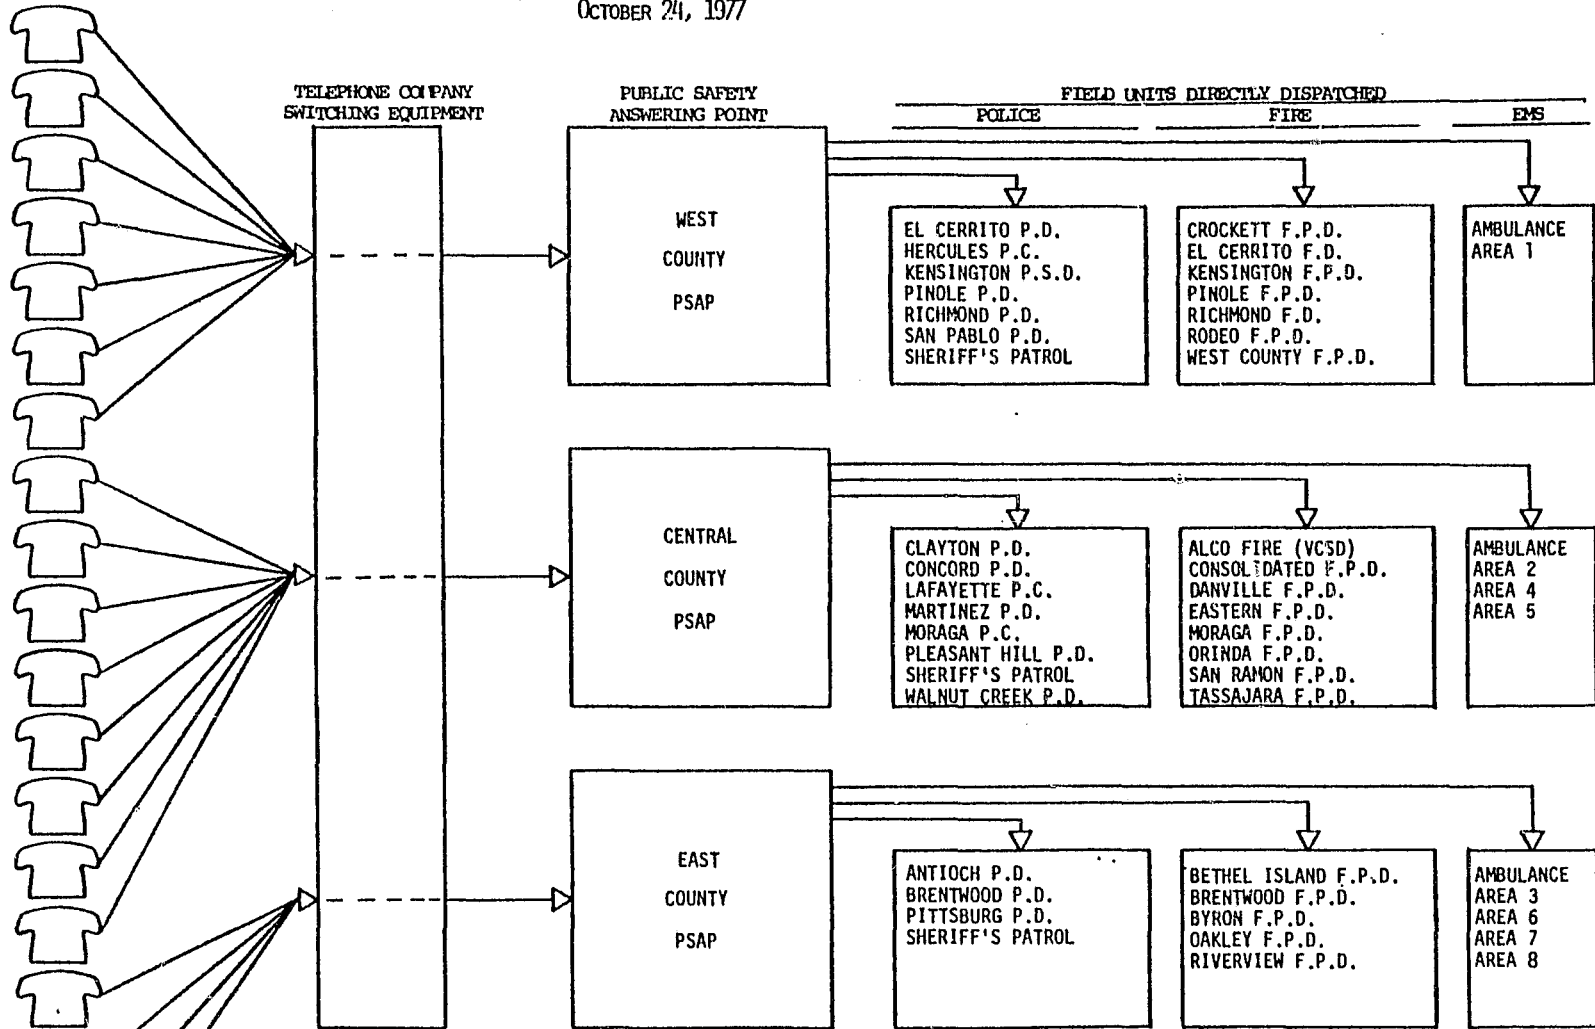 OCTOBER 24, 1977
TELEPHONE COMPANY
SWITCHING EQUIPMENT
PUBLIC SAFETY
ANSWERING POINT
FIELD UNITS DIRECTLY DISPATCHED
POLICE
FIRE
EMS
WEST
COUNTY
PSAP
EL CERRITO P.D.
HERCULES P.C.
KENSINGTON P.S.D.
PINOLE P.D.
RICHMOND P.D.
SAN PABLO P.D.
SHERIFF'S PATROL
CROCKETT F.P.D.
EL CERRITO F.D.
KENSINGTON F.P.D.
PINOLE F.P.D.
RICHMOND F.D.
RODEO F.P.D.
WEST COUNTY F.P.D.
AMBULANCE
AREA 1
CENTRAL
COUNTY
PSAP
CLAYTON P.D.
CONCORD P.D.
LAFAYETTE P.C.
MARTINEZ P.D.
MORAGA P.C.
PLEASANT HILL P.D.
SHERIFF'S PATROL
WALNUT CREEK P.D.
ALCO FIRE (VCSD)
CONSOLIDATED F.P.D.
DANVILLE F.P.D.
EASTERN F.P.D.
MORAGA F.P.D.
ORINDA F.P.D.
SAN RAMON F.P.D.
TASSAJARA F.P.D.
AMBULANCE
AREA 2
AREA 4
AREA 5
EAST
COUNTY
PSAP
ANTIOCH P.D.
BRENTWOOD P.D.
PITTSBURG P.D.
SHERIFF'S PATROL
BETHEL ISLAND F.P.D.
BRENTWOOD F.P.D.
BYRON F.P.D.
OAKLEY F.P.D.
RIVERVIEW F.P.D.
AMBULANCE
AREA 3
AREA 6
AREA 7
AREA 8